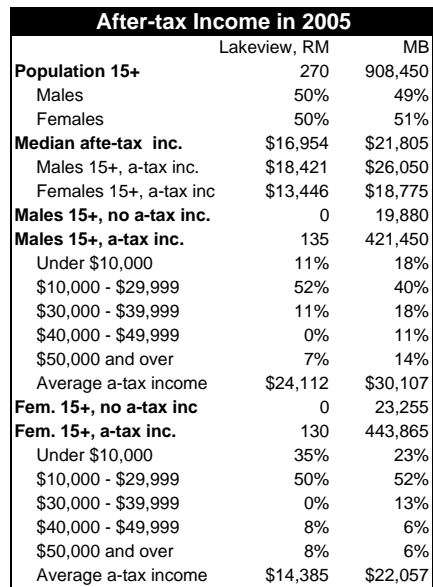 After-tax Income in 2005
Lakeview, RM MB
Population 15+ 270 908,450
Males 50% 49%
Females 50% 51%
Median afte-tax inc. $16,954 $21,805
Males 15+, a-tax inc. $18,421 $26,050
Females 15+, a-tax inc $13,446 $18,775
Males 15+, no a-tax inc. 0 19,880
Males 15+, a-tax inc. 135 421,450
Under $10,000 11% 18%
$10,000 - $29,999 52% 40%
$30,000 - $39,999 11% 18%
$40,000 - $49,999 0% 11%
$50,000 and over 7% 14%
Average a-tax income $24,112 $30,107
Fem. 15+, no a-tax inc 0 23,255
Fem. 15+, a-tax inc. 130 443,865
Under $10,000 35% 23%
$10,000 - $29,999 50% 52%
$30,000 - $39,999 0% 13%
$40,000 - $49,999 8% 6%
$50,000 and over 8% 6%
Average a-tax income $14,385 $22,057